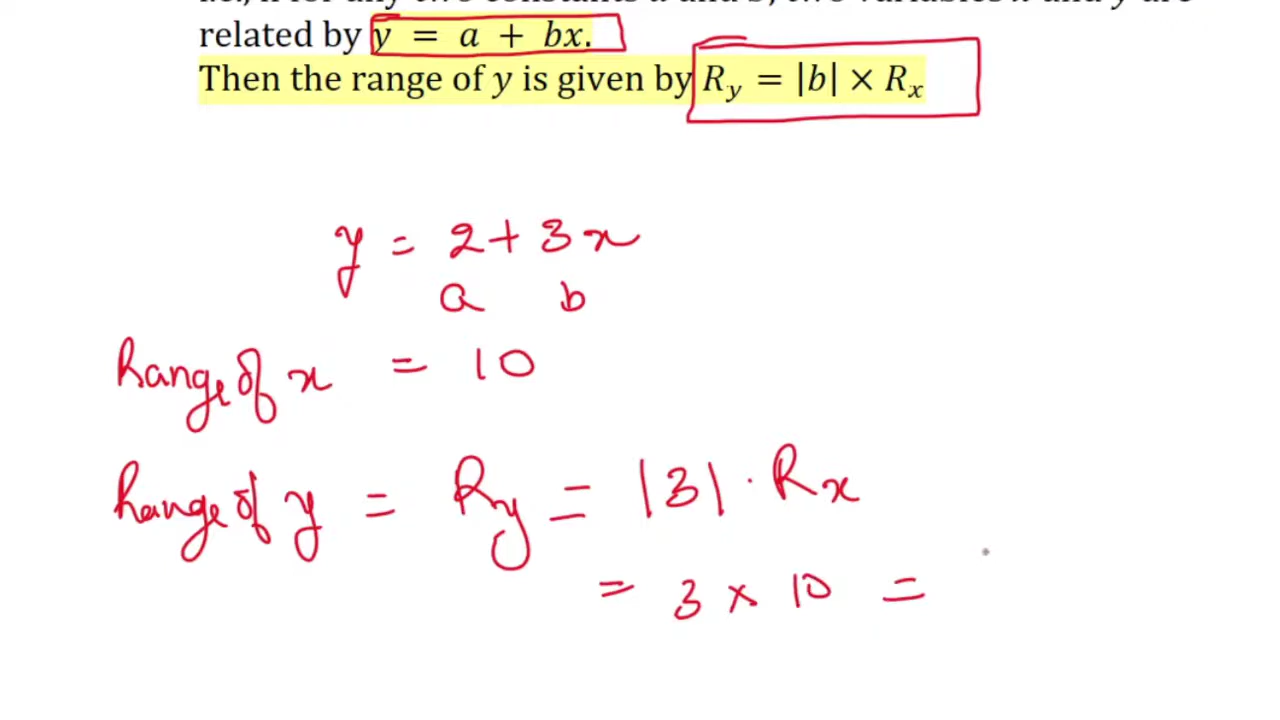 related by y = a + bx.
Then the range of y is given by R_y = |b| × R_x
y = 2 + 3x
a b
Range of x = 10
Range of y = R_y = |3| · R_x
= 3 × 10 =